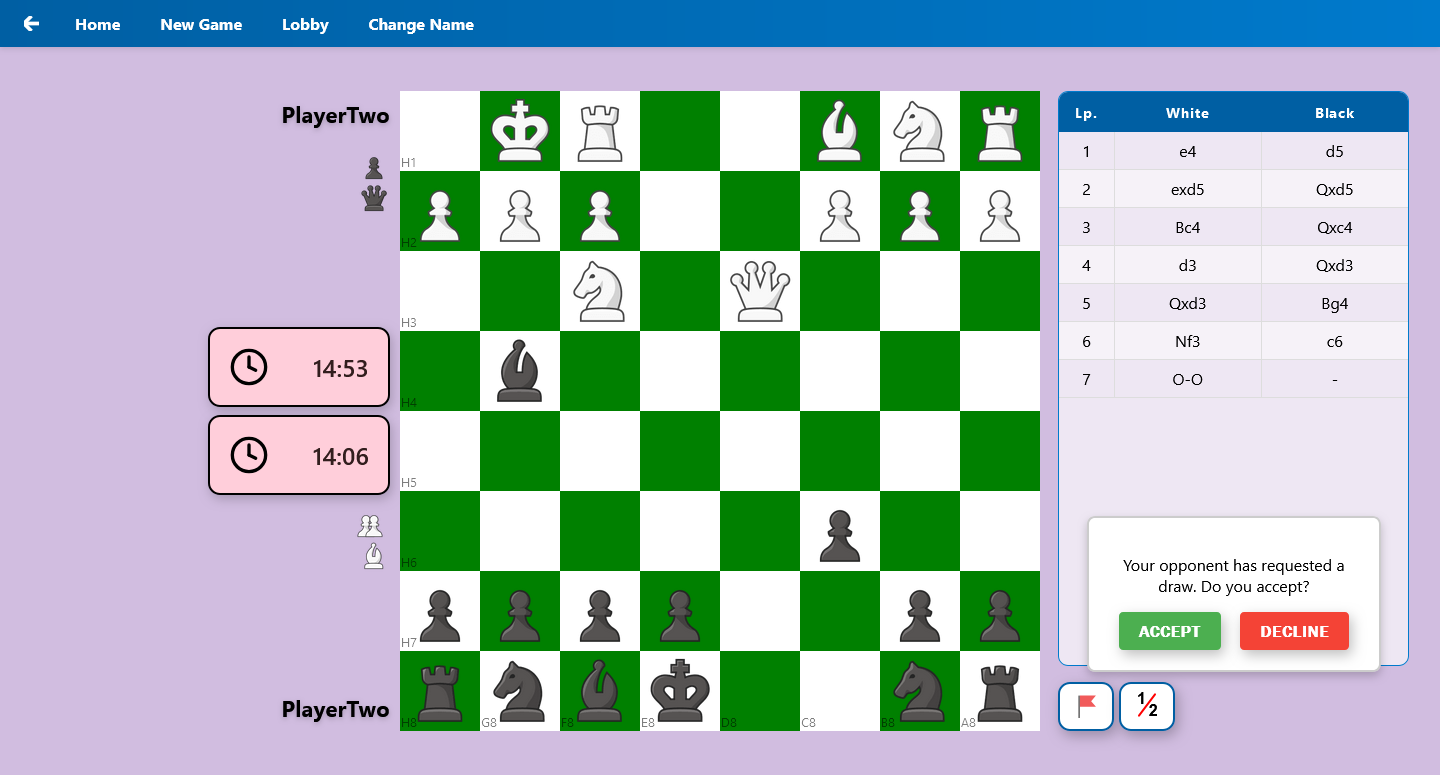 Home New Game Lobby Change Name
PlayerTwo
14:53
14:06
PlayerTwo
H1
H2
H3
H4
H5
H6
H7
H8 G8 F8 E8 D8 C8 B8 A8
Lp. White Black
1 e4 d5
2 exd5 Qxd5
3 Bc4 Qxc4
4 d3 Qxd3
5 Qxd3 Bg4
6 Nf3 c6
7 O-O -
Your opponent has requested a
draw. Do you accept?
ACCEPT DECLINE
1/2